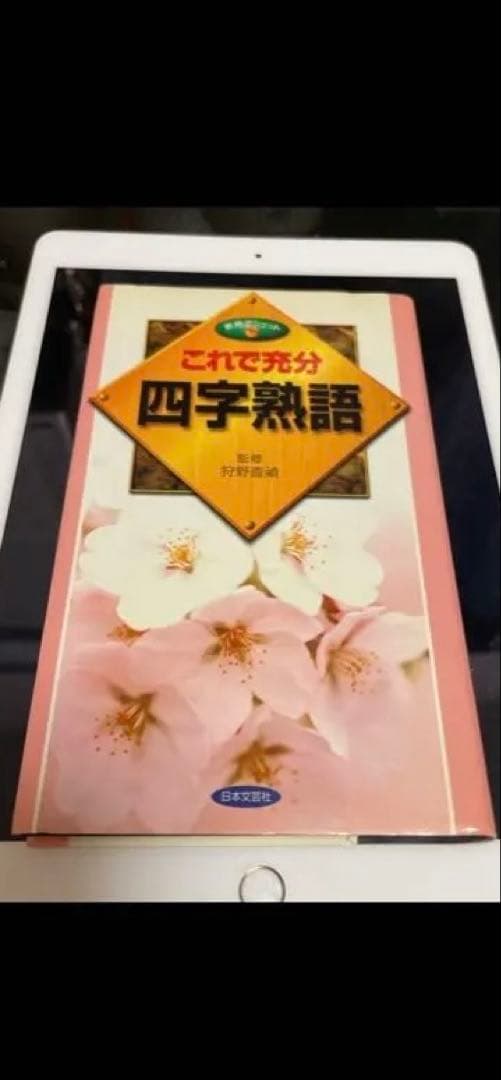 これで充分
四字熟語
監修
狩野直禎
日本文芸社